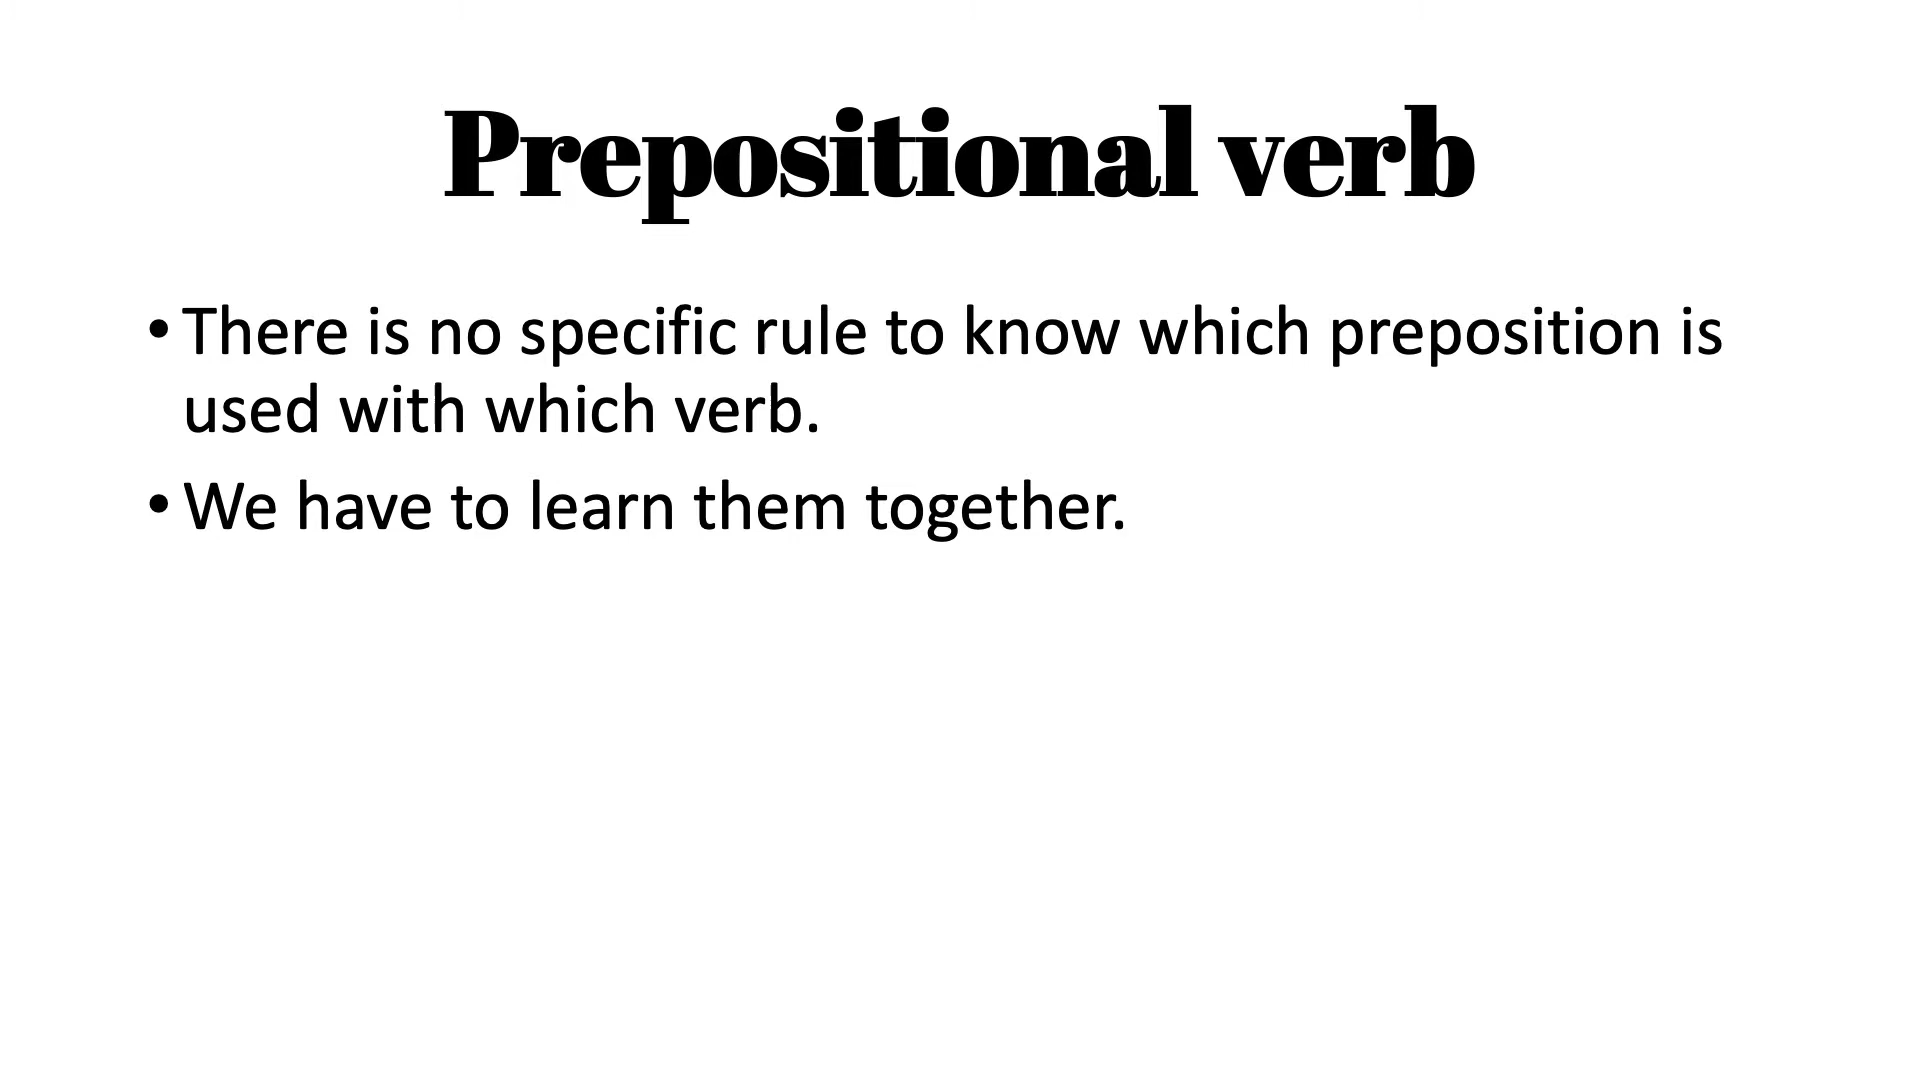 Prepositional verb
• There is no specific rule to know which preposition is
used with which verb.
• We have to learn them together.